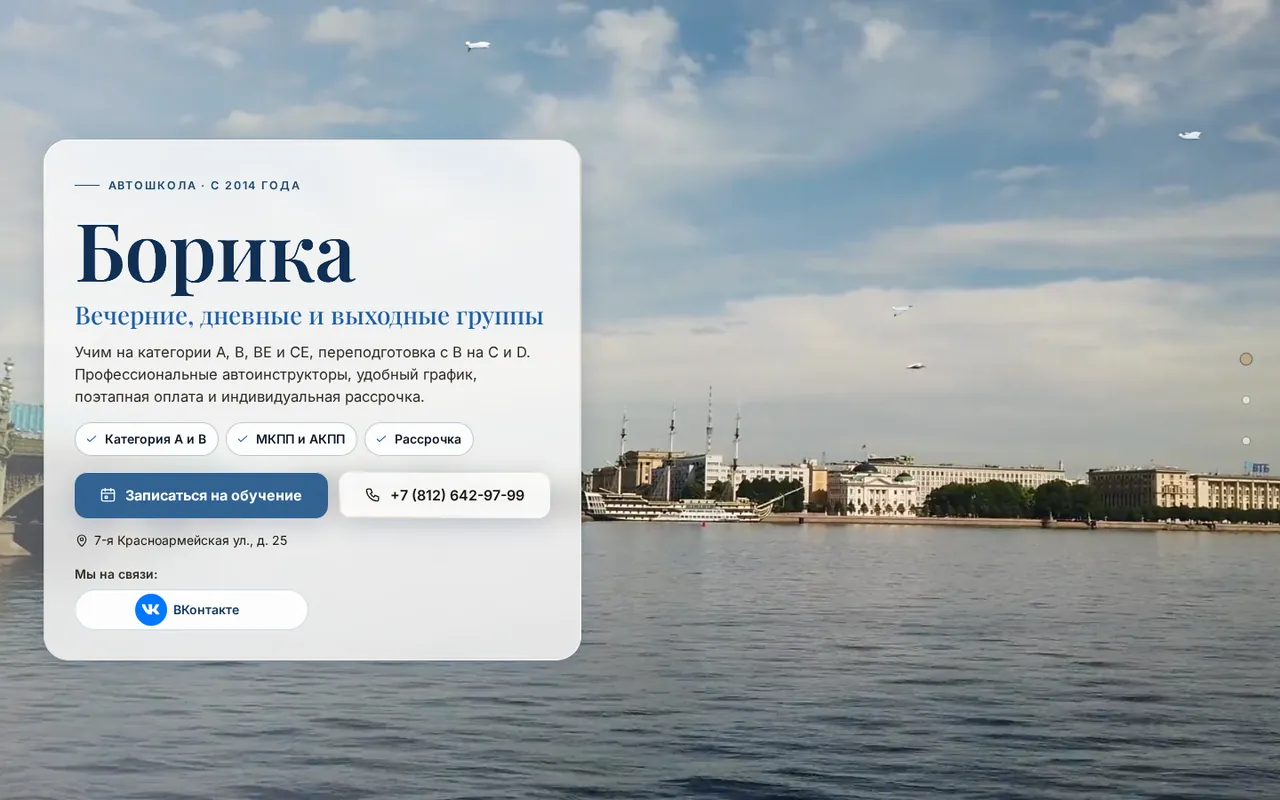 АВТОШКОЛА · С 2014 ГОДА
Борика
Вечерние, дневные и выходные группы
Учим на категории А, В, ВЕ и СЕ, переподготовка с В на С и D.
Профессиональные автоинструкторы, удобный график,
поэтапная оплата и индивидуальная рассрочка.
Категория А и В
МКПП и АКПП
Рассрочка
Записаться на обучение
+7 (812) 642-97-99
7-я Красноармейская ул., д. 25
Мы на связи:
ВКонтакте
ВТБ